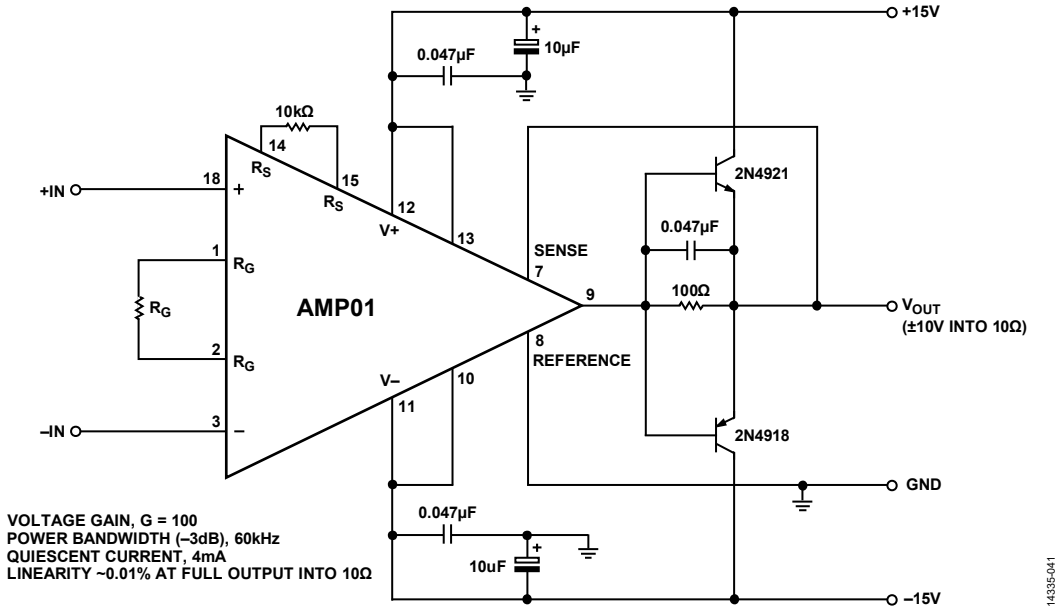 +15V
+
10µF
0.047µF
10kΩ
14
RS
15
RS
12
V+
13
2N4921
+IN
18
+
0.047µF
SENSE
7
1
RG
100Ω
9
AMP01
RG
VOUT
(±10V INTO 10Ω)
8
REFERENCE
2
RG
V–
10
11
–IN
3
–
2N4918
GND
VOLTAGE GAIN, G = 100
POWER BANDWIDTH (–3dB), 60kHz
QUIESCENT CURRENT, 4mA
LINEARITY ~0.01% AT FULL OUTPUT INTO 10Ω
0.047µF
+
10uF
–15V
14335-041